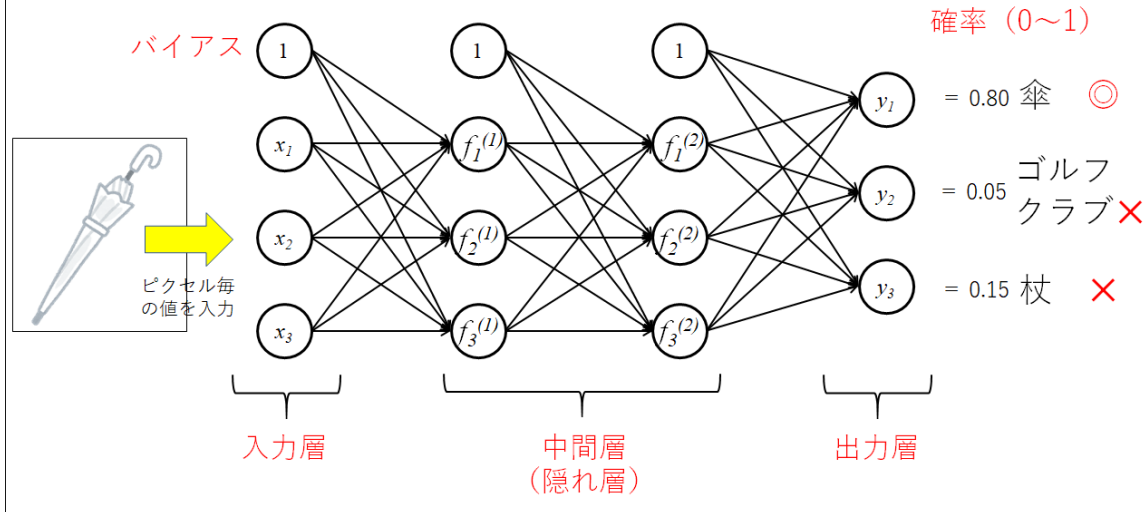 確率（0～1）
バイアス
1
1
1
x₁
f₁⁽¹⁾
f₁⁽²⁾
y₁
= 0.80 傘 ◎
x₂
f₂⁽¹⁾
f₂⁽²⁾
y₂
= 0.05 ゴルフ
クラブ×
x₃
f₃⁽¹⁾
f₃⁽²⁾
y₃
= 0.15 杖 ×
ピクセル毎
の値を入力
入力層
中間層
（隠れ層）
出力層